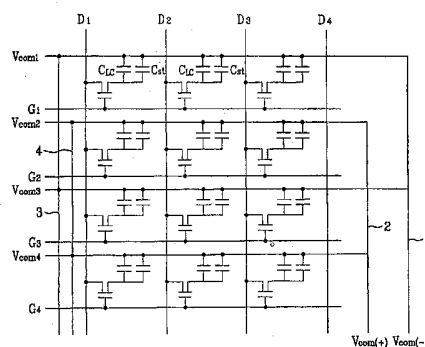 D1 D2 D3 D4
Vcom1
CLC Cst CLC Cst
G1
Vcom2
4
G2
Vcom3
3 2
G3
Vcom4
G4
Vcom(+) Vcom(-